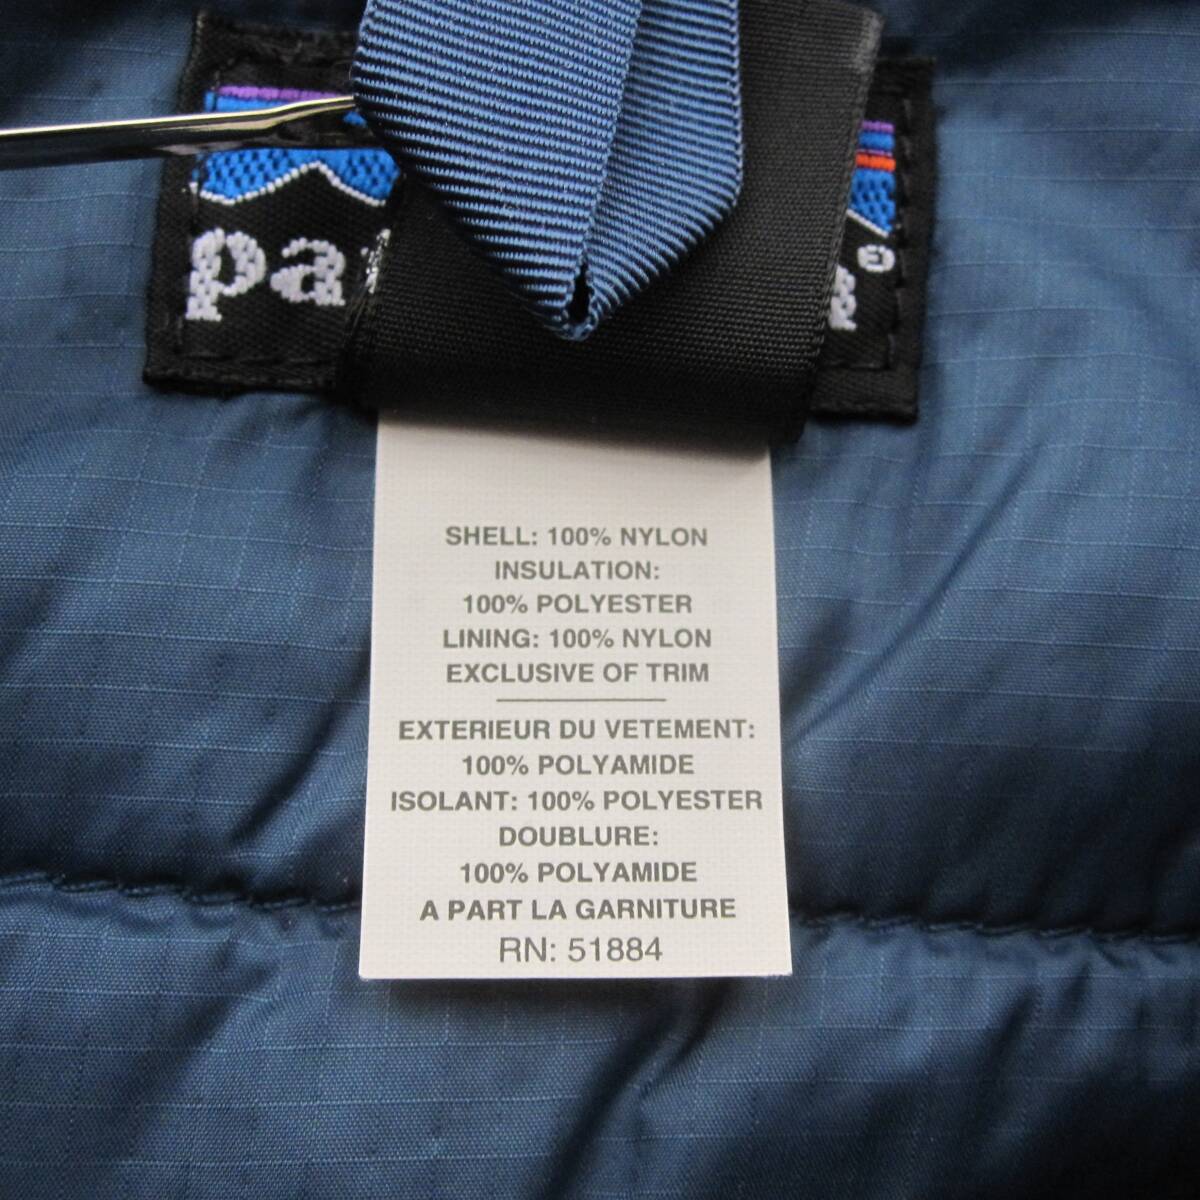 SHELL: 100% NYLON
INSULATION:
100% POLYESTER
LINING: 100% NYLON
EXCLUSIVE OF TRIM
EXTERIEUR DU VETEMENT:
100% POLYAMIDE
ISOLANT: 100% POLYESTER
DOUBLURE:
100% POLYAMIDE
A PART LA GARNITURE
RN: 51884